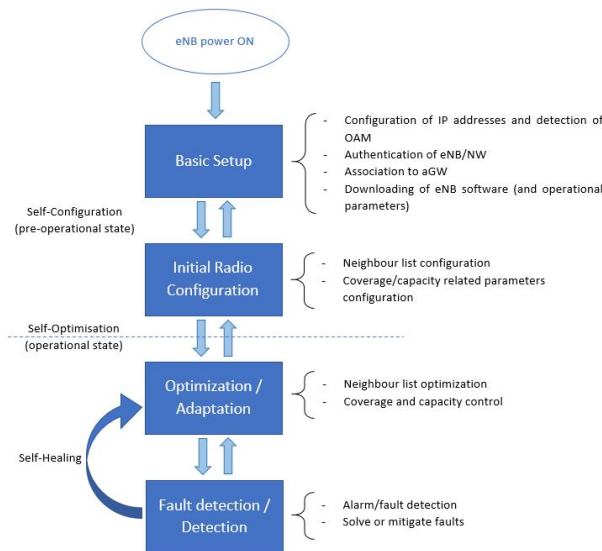 eNB power ON
- Configuration of IP addresses and detection of
OAM
- Authentication of eNB/NW
- Association to aGW
- Downloading of eNB software (and operational
parameters)
Basic Setup
Self-Configuration
(pre-operational state)
Initial Radio
Configuration
- Neighbour list configuration
- Coverage/capacity related parameters
configuration
Self-Optimisation
(operational state)
Optimization /
Adaptation
- Neighbour list optimization
- Coverage and capacity control
Self-Healing
Fault detection /
Detection
- Alarm/fault detection
- Solve or mitigate faults